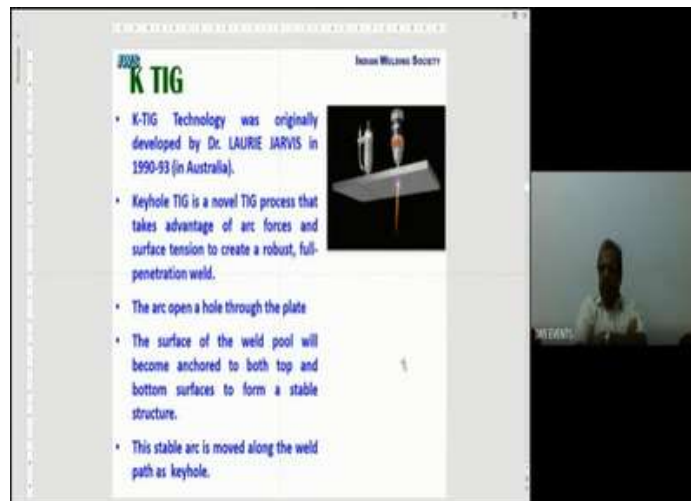 IWS
K TIG
INDIAN WELDING SOCIETY
• K-TIG Technology was originally
developed by Dr. LAURIE JARVIS in
1990-93 (in Australia).
• Keyhole TIG is a novel TIG process that
takes advantage of arc forces and
surface tension to create a robust, full-
penetration weld.
• The arc open a hole through the plate
• The surface of the weld pool will
become anchored to both top and
bottom surfaces to form a stable
structure.
• This stable arc is moved along the weld
path as keyhole.
IWS EVENTS